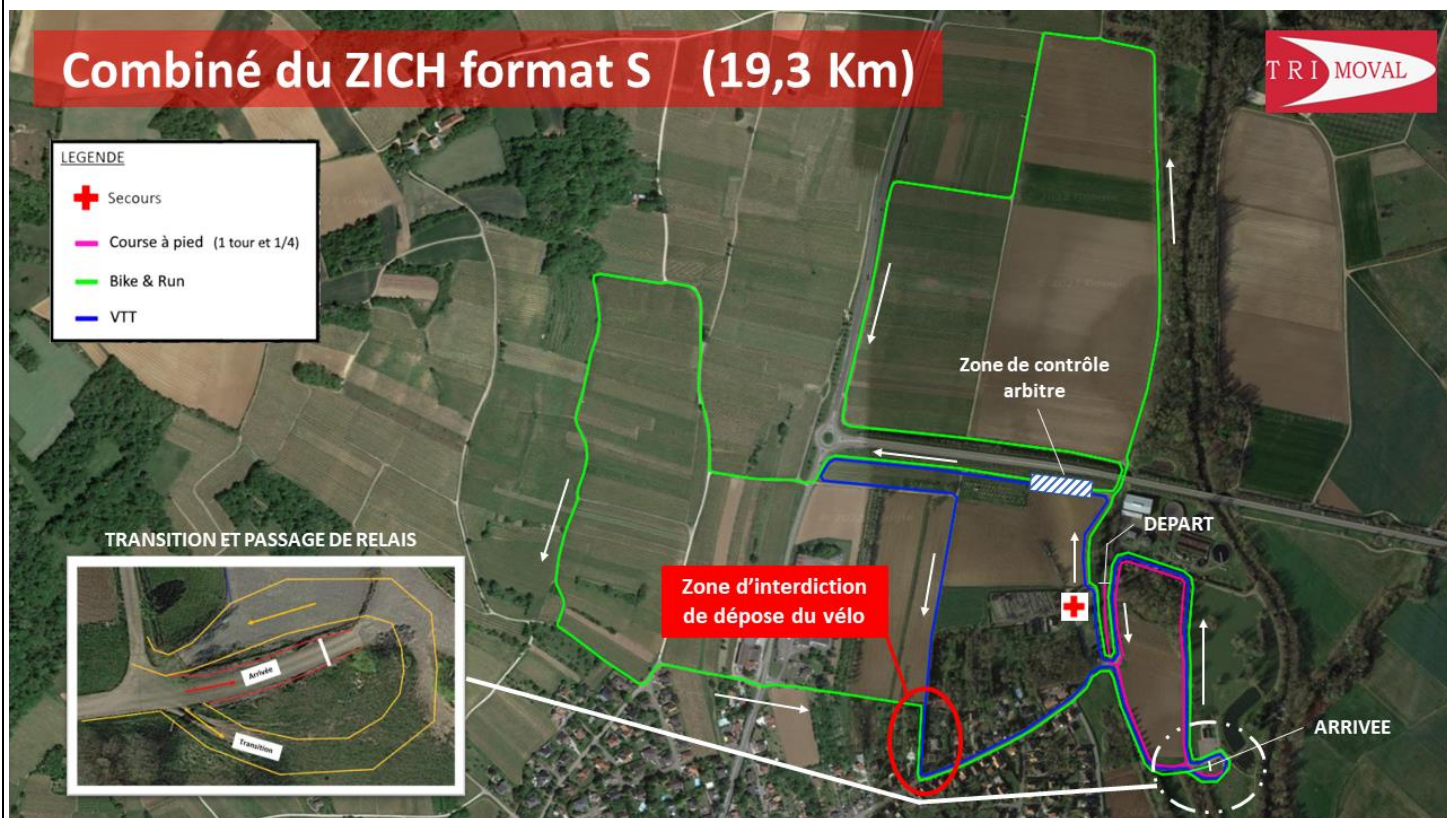 Combiné du ZICH format S (19,3 Km)
TRI MOVAL
LEGENDE
Secours
Course à pied (1 tour et 1/4)
Bike & Run
VTT
Zone de contrôle
arbitre
DEPART
TRANSITION ET PASSAGE DE RELAIS
Zone d'interdiction
de dépose du vélo
Arrivée
Transition
ARRIVEE